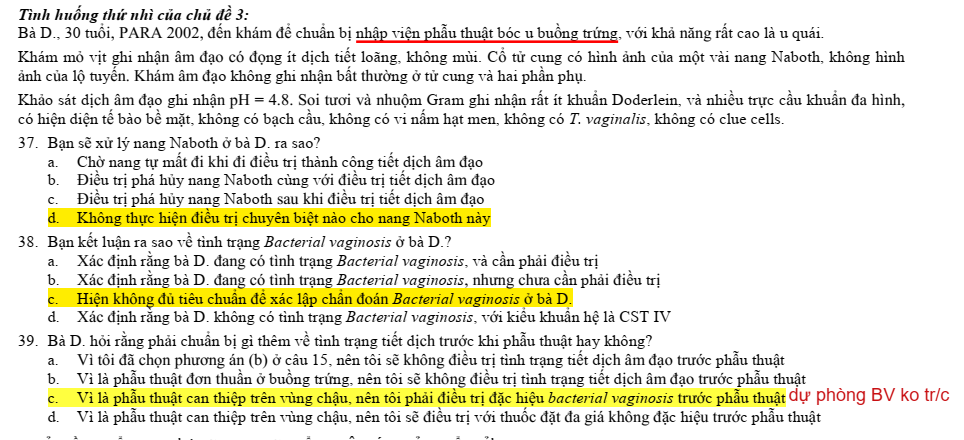 Tình huống thứ nhì của chủ đề 3:
Bà D., 30 tuổi, PARA 2002, đến khám để chuẩn bị nhập viện phẫu thuật bóc u buồng trứng, với khả năng rất cao là u quái.
Khám mỏ vịt ghi nhận âm đạo có đọng ít dịch tiết loãng, không mùi. Cổ tử cung có hình ảnh của một vài nang Naboth, không hình
ảnh của lộ tuyến. Khám âm đạo không ghi nhận bất thường ở tử cung và hai phần phụ.
Khảo sát dịch âm đạo ghi nhận pH = 4.8. Soi tươi và nhuộm Gram ghi nhận rất ít khuẩn Doderlein, và nhiều trực cầu khuẩn đa hình,
có hiện diện tế bào bề mặt, không có bạch cầu, không có vi nấm hạt men, không có T. vaginalis, không có clue cells.
37. Bạn sẽ xử lý nang Naboth ở bà D. ra sao?
a. Chờ nang tự mất đi khi đi điều trị thành công tiết dịch âm đạo
b. Điều trị phá hủy nang Naboth cùng với điều trị tiết dịch âm đạo
c. Điều trị phá hủy nang Naboth sau khi điều trị tiết dịch âm đạo
d. Không thực hiện điều trị chuyên biệt nào cho nang Naboth này
38. Bạn kết luận ra sao về tình trạng Bacterial vaginosis ở bà D.?
a. Xác định rằng bà D. đang có tình trạng Bacterial vaginosis, và cần phải điều trị
b. Xác định rằng bà D. đang có tình trạng Bacterial vaginosis, nhưng chưa cần phải điều trị
c. Hiện không đủ tiêu chuẩn để xác lập chẩn đoán Bacterial vaginosis ở bà D.
d. Xác định rằng bà D. không có tình trạng Bacterial vaginosis, với kiểu khuẩn hệ là CST IV
39. Bà D. hỏi rằng phải chuẩn bị gì thêm về tình trạng tiết dịch trước khi phẫu thuật hay không?
a. Vì tôi đã chọn phương án (b) ở câu 15, nên tôi sẽ không điều trị tình trạng tiết dịch âm đạo trước phẫu thuật
b. Vì là phẫu thuật đơn thuần ở buồng trứng, nên tôi sẽ không điều trị tình trạng tiết dịch âm đạo trước phẫu thuật
c. Vì là phẫu thuật can thiệp trên vùng chậu, nên tôi phải điều trị đặc hiệu bacterial vaginosis trước phẫu thuật dự phòng BV ko tr/c
d. Vì là phẫu thuật can thiệp trên vùng chậu, nên tôi sẽ điều trị với thuốc đặt đa giá không đặc hiệu trước phẫu thuật